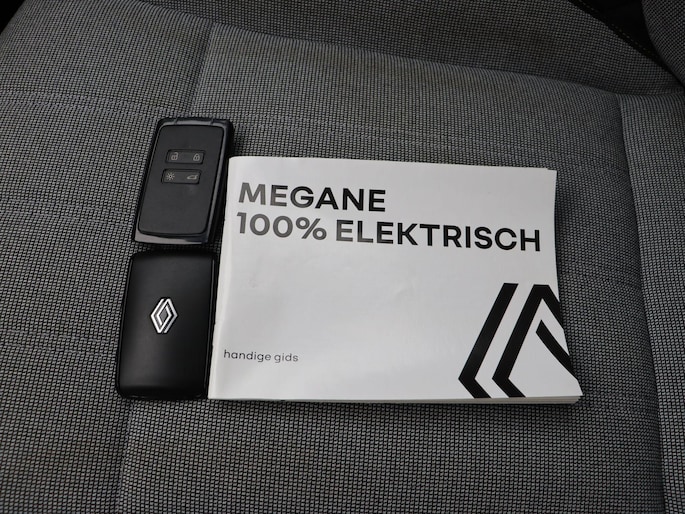 MEGANE
100% ELEKTRISCH
handige gids